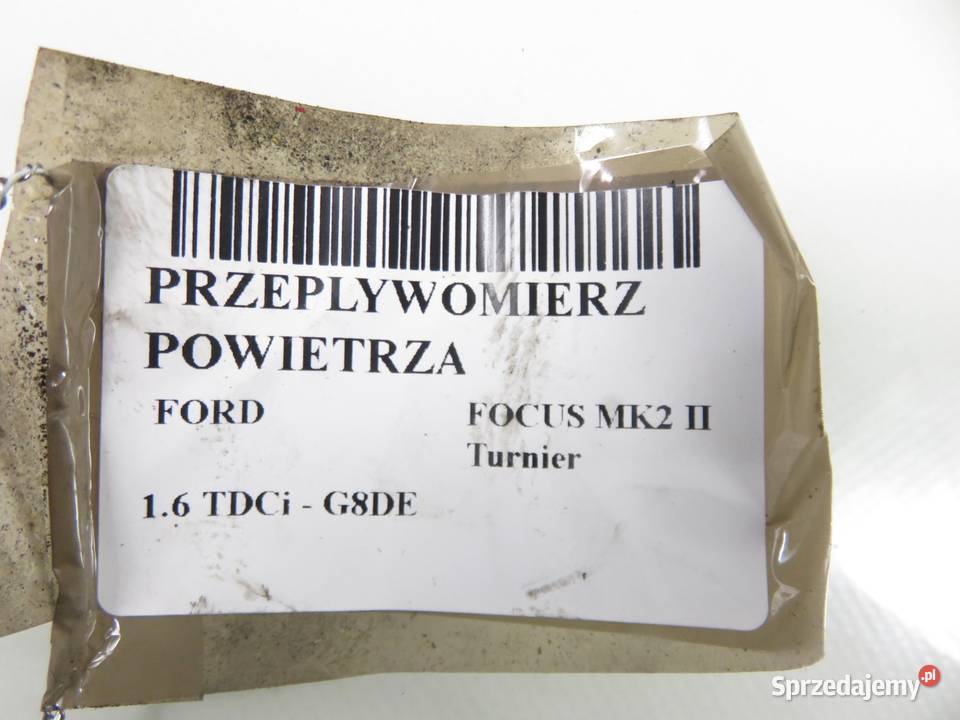 PRZEPLYWOMIERZ
POWIETRZA
FORD FOCUS MK2 II
Turnier
1.6 TDCi - G8DE
Sprzedajemy.pl